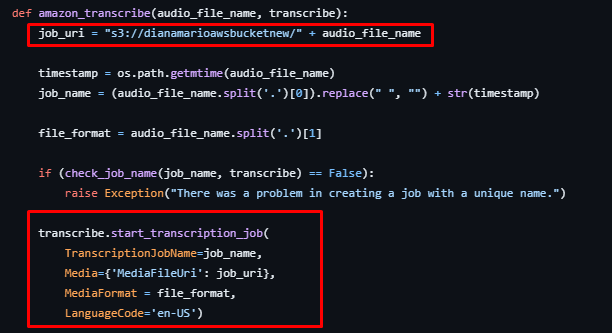 def amazon_transcribe(audio_file_name, transcribe):
    job_uri = "s3://dianamarioawsbucketnew/" + audio_file_name
    timestamp = os.path.getmtime(audio_file_name)
    job_name = (audio_file_name.split('.')[0]).replace(" ", "") + str(timestamp)
    file_format = audio_file_name.split('.')[1]
    if (check_job_name(job_name, transcribe) == False):
        raise Exception("There was a problem in creating a job with a unique name.")
    transcribe.start_transcription_job(
        TranscriptionJobName=job_name,
        Media={'MediaFileUri': job_uri},
        MediaFormat = file_format,
        LanguageCode='en-US')